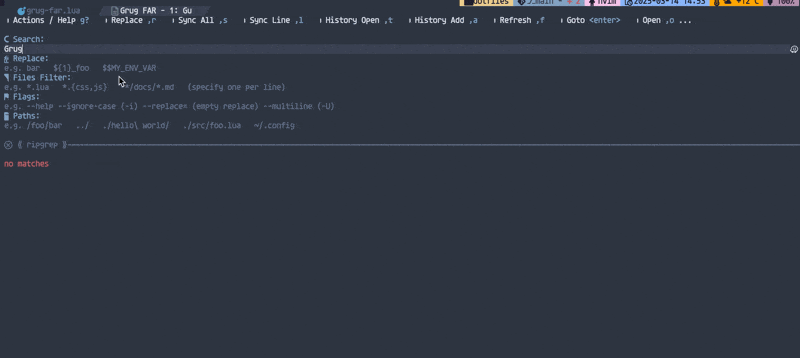 dotfiles main nvim 2025-03-14 14:53 +12 C 100%
grug-far.lua Grug FAR - 1: Gu
Actions / Help g? Replace ,r Sync All ,s Sync Line ,l History Open ,t History Add ,a Refresh ,f Goto <enter> Open ,o ...
Search:
Grug
Replace:
e.g. bar ${1}_foo $$MY_ENV_VAR
Files Filter:
e.g. *.lua *.{css,js} */docs/*.md (specify one per line)
Flags:
e.g. --help --ignore-case (-i) --replace= (empty replace) --multiline (-U)
Paths:
e.g. /foo/bar ../ ./hello\ world/ ./src/foo.lua ~/.config
ripgrep
no matches